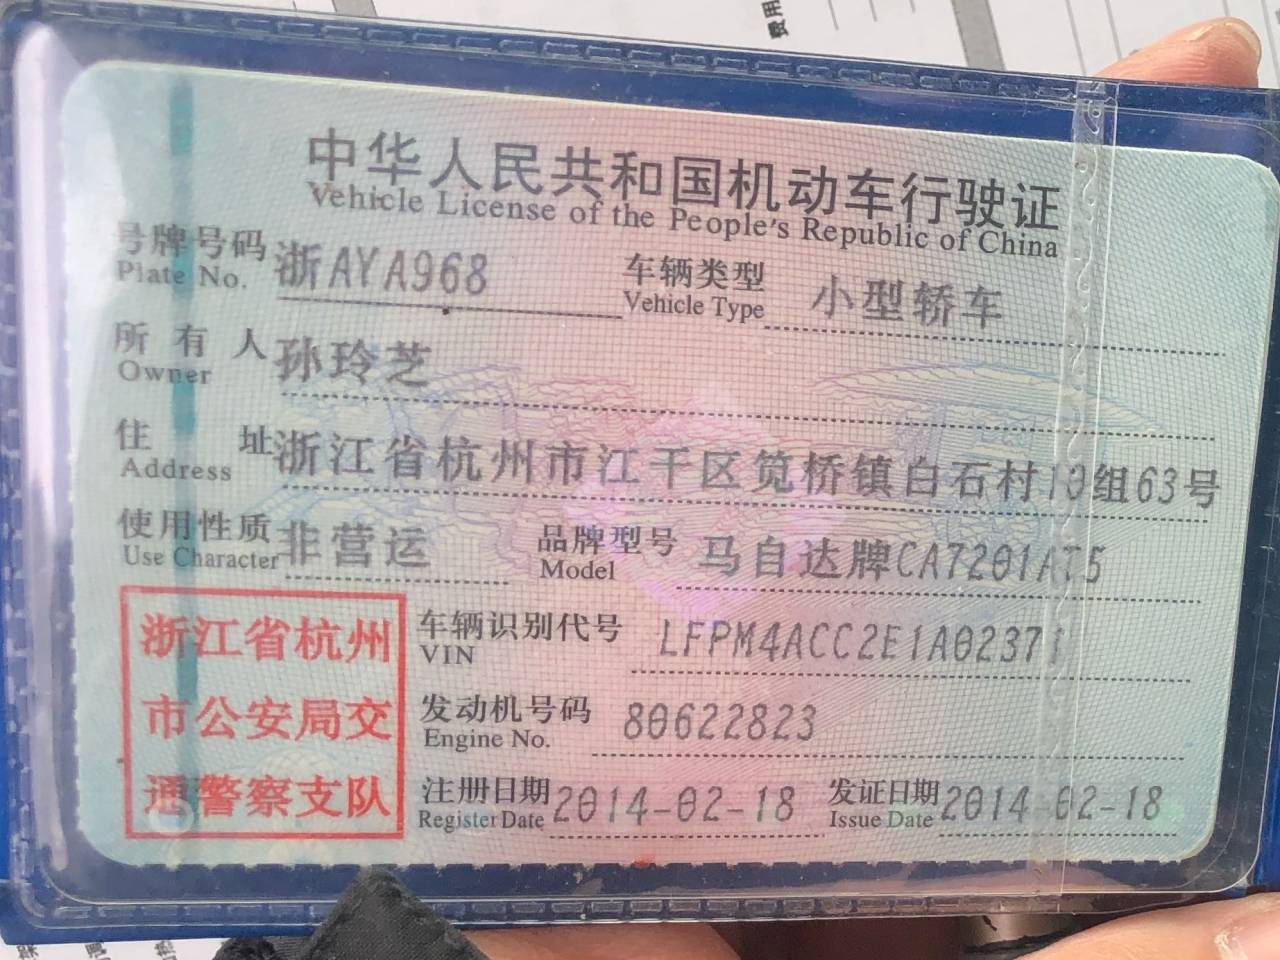 费用
中华人民共和国机动车行驶证
Vehicle License of the People's Republic of China
号牌号码 浙AYA968 车辆类型 小型轿车
Plate No. Vehicle Type
所有人 孙玲芝
Owner
住址 浙江省杭州市江干区笕桥镇白石村10组63号
Address
使用性质 非营运 品牌型号 马自达牌CA7201AT5
Use Character Model
浙江省杭州
市公安局交
通警察支队
车辆识别代号 LFPM4ACC2E1A02371
VIN
发动机号码 80622823
Engine No.
注册日期 2014-02-18 发证日期 2014-02-18
Register Date Issue Date